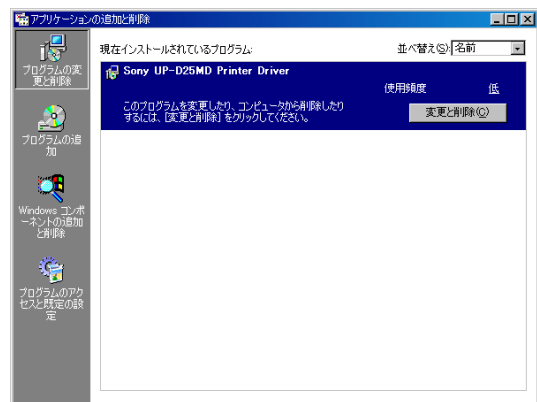 アプリケーションの追加と削除
プログラムの変
更と削除
プログラムの追
加
Windows コンポ
ーネントの追加
と削除
プログラムのアク
セスと既定の設
定
現在インストールされているプログラム:
並べ替え(S): 名前
Sony UP-D25MD Printer Driver
使用頻度 低
このプログラムを変更したり、コンピュータから削除したり
するには、[変更と削除] をクリックしてください。
変更と削除(C)